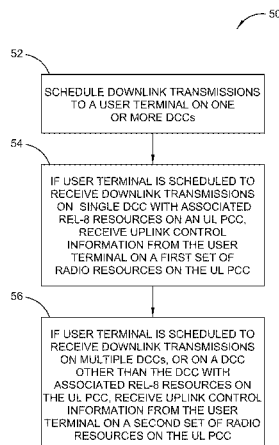 50
52
SCHEDULE DOWNLINK TRANSMISSIONS
TO A USER TERMINAL ON ONE
OR MORE DCCs
54
IF USER TERMINAL IS SCHEDULED TO
RECEIVE DOWNLINK TRANSMISSIONS
ON SINGLE DCC WITH ASSOCIATED
REL-8 RESOURCES ON AN UL PCC,
RECEIVE UPLINK CONTROL
INFORMATION FROM THE USER
TERMINAL ON A FIRST SET OF
RADIO RESOURCES ON THE UL PCC
56
IF USER TERMINAL IS SCHEDULED TO
RECEIVE DOWNLINK TRANSMISSIONS
ON MULTIPLE DCCs, OR ON A DCC
OTHER THAN THE DCC WITH
ASSOCIATED REL-8 RESOURCES ON
THE UL PCC, RECEIVE UPLINK CONTROL
INFORMATION FROM THE USER
TERMINAL ON A SECOND SET OF RADIO
RESOURCES ON THE UL PCC